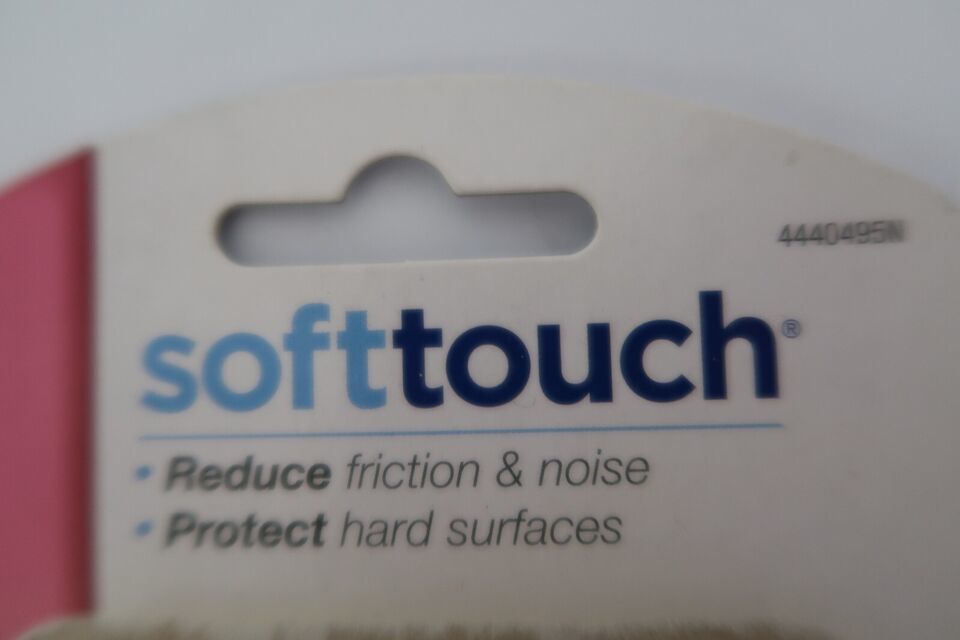 4440495N
softtouch®
• Reduce friction & noise
• Protect hard surfaces